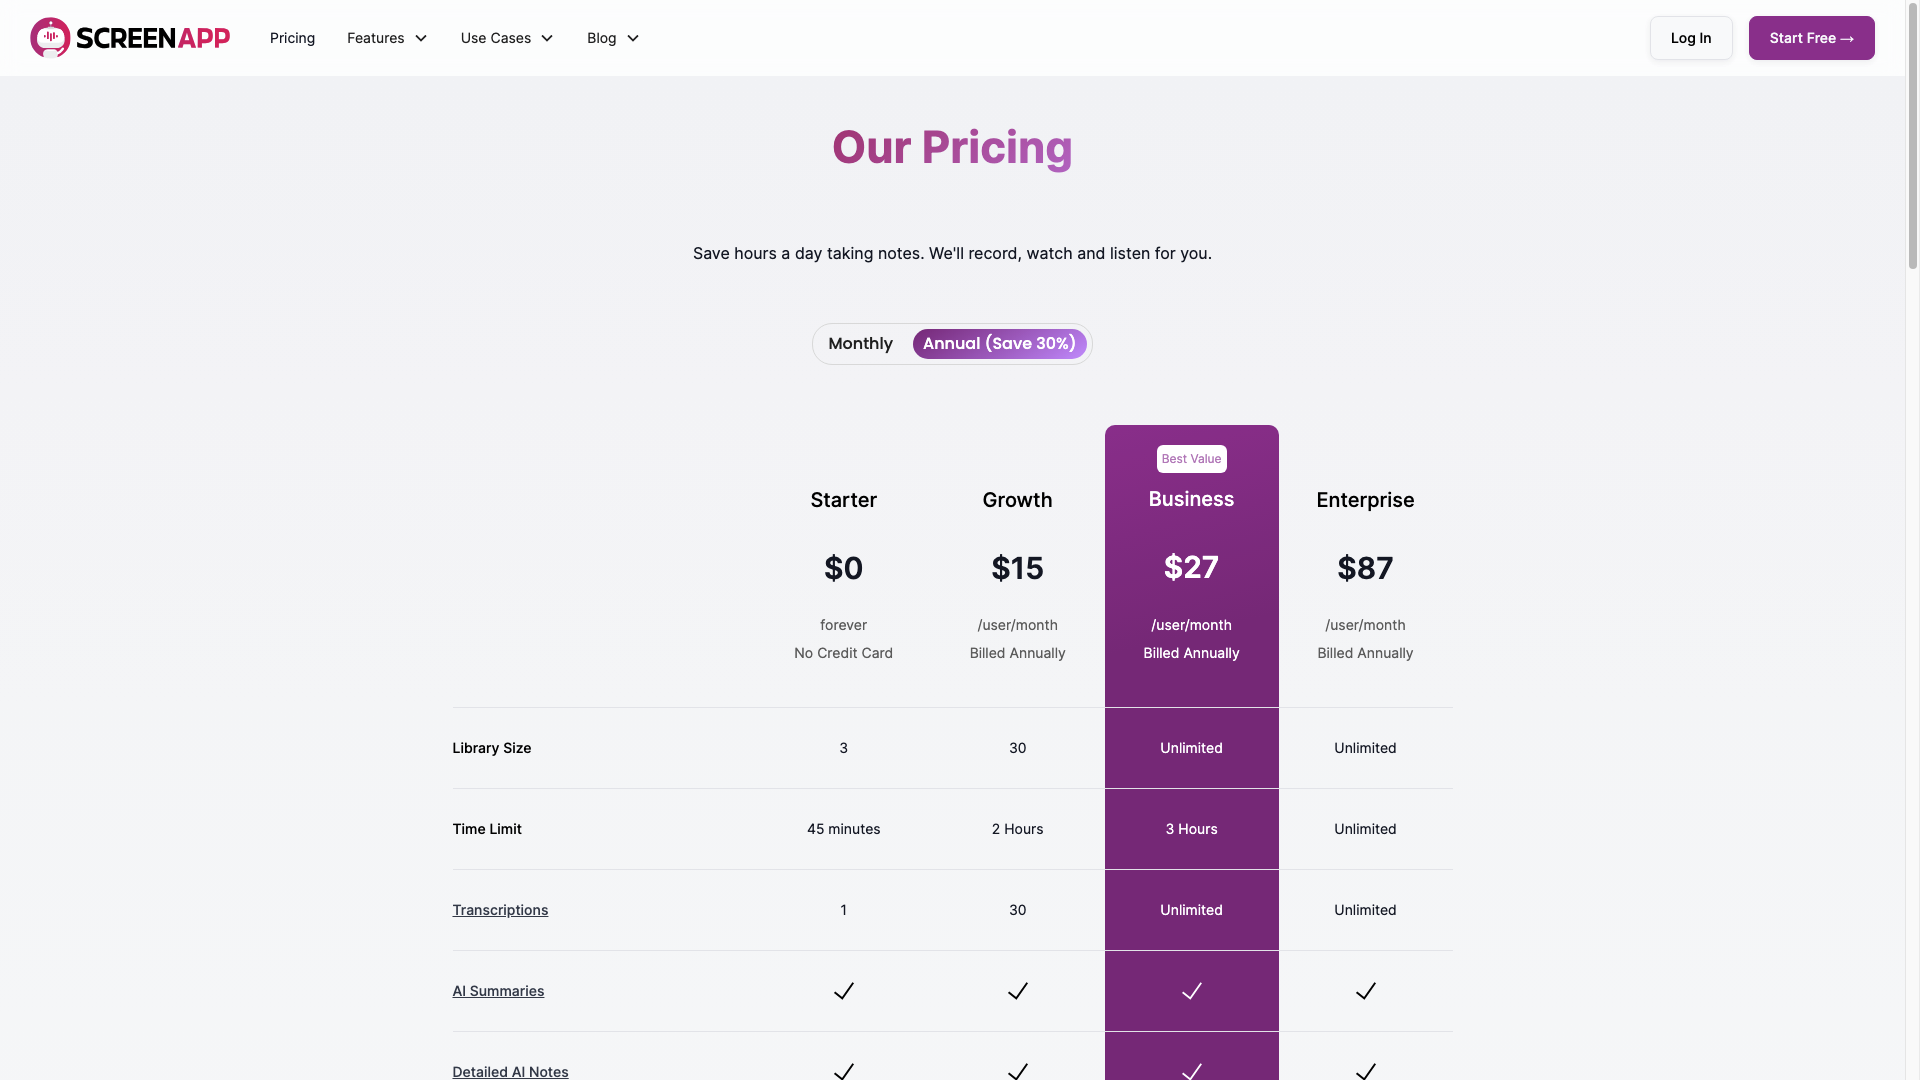 SCREENAPP
Pricing
Features
Use Cases
Blog
Log In
Start Free →
Our Pricing
Save hours a day taking notes. We'll record, watch and listen for you.
Monthly
Annual (Save 30%)
Best Value
Starter
Growth
Business
Enterprise
$0
$15
$27
$87
forever
/user/month
/user/month
/user/month
No Credit Card
Billed Annually
Billed Annually
Billed Annually
Library Size
3
30
Unlimited
Unlimited
Time Limit
45 minutes
2 Hours
3 Hours
Unlimited
Transcriptions
1
30
Unlimited
Unlimited
AI Summaries
Detailed AI Notes